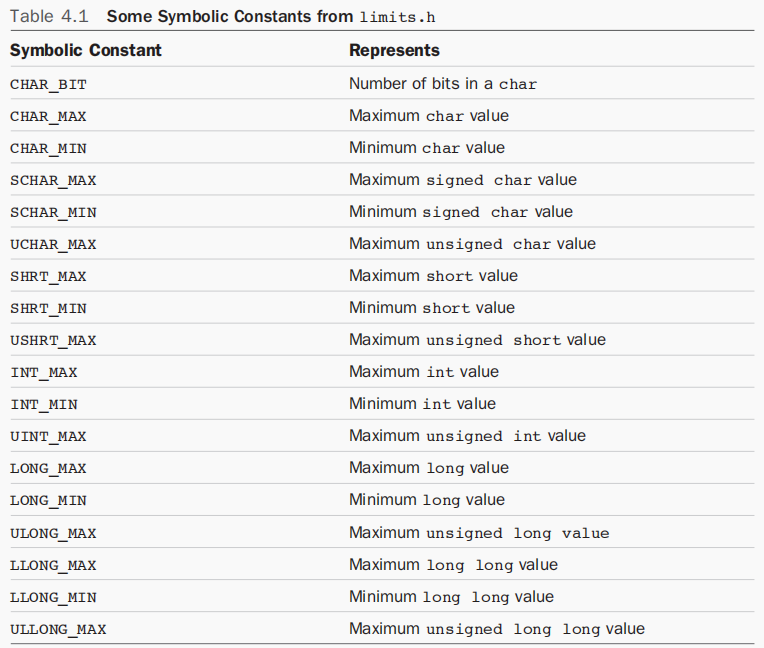 Table 4.1 Some Symbolic Constants from limits.h
Symbolic Constant Represents
CHAR_BIT Number of bits in a char
CHAR_MAX Maximum char value
CHAR_MIN Minimum char value
SCHAR_MAX Maximum signed char value
SCHAR_MIN Minimum signed char value
UCHAR_MAX Maximum unsigned char value
SHRT_MAX Maximum short value
SHRT_MIN Minimum short value
USHRT_MAX Maximum unsigned short value
INT_MAX Maximum int value
INT_MIN Minimum int value
UINT_MAX Maximum unsigned int value
LONG_MAX Maximum long value
LONG_MIN Minimum long value
ULONG_MAX Maximum unsigned long value
LLONG_MAX Maximum long long value
LLONG_MIN Minimum long long value
ULLONG_MAX Maximum unsigned long long value